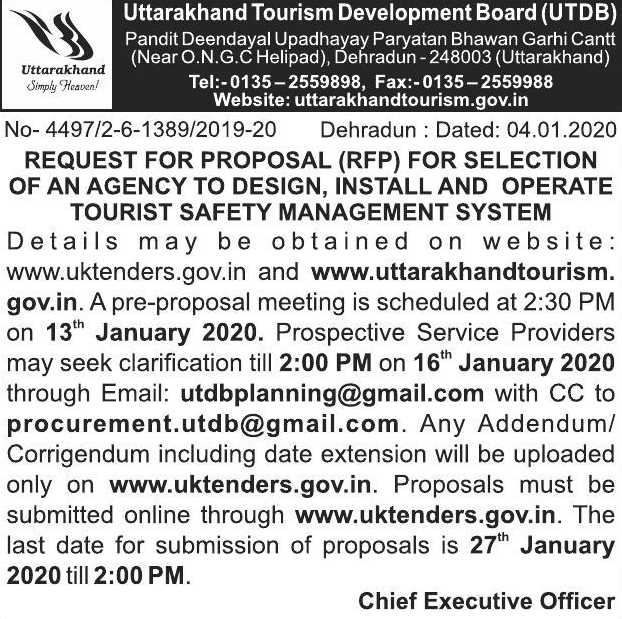 Uttarakhand
Simply Heaven!
Uttarakhand Tourism Development Board (UTDB)
Pandit Deendayal Upadhayay Paryatan Bhawan Garhi Cantt
(Near O.N.G.C Helipad), Dehradun - 248003 (Uttarakhand)
Tel:- 0135 – 2559898, Fax:- 0135 – 2559988
Website: uttarakhandtourism.gov.in
No- 4497/2-6-1389/2019-20 Dehradun : Dated: 04.01.2020
REQUEST FOR PROPOSAL (RFP) FOR SELECTION
OF AN AGENCY TO DESIGN, INSTALL AND OPERATE
TOURIST SAFETY MANAGEMENT SYSTEM
Details may be obtained on website:
www.uktenders.gov.in and www.uttarakhandtourism.
gov.in. A pre-proposal meeting is scheduled at 2:30 PM
on 13th January 2020. Prospective Service Providers
may seek clarification till 2:00 PM on 16th January 2020
through Email: utdbplanning@gmail.com with CC to
procurement.utdb@gmail.com. Any Addendum/
Corrigendum including date extension will be uploaded
only on www.uktenders.gov.in. Proposals must be
submitted online through www.uktenders.gov.in. The
last date for submission of proposals is 27th January
2020 till 2:00 PM.
Chief Executive Officer